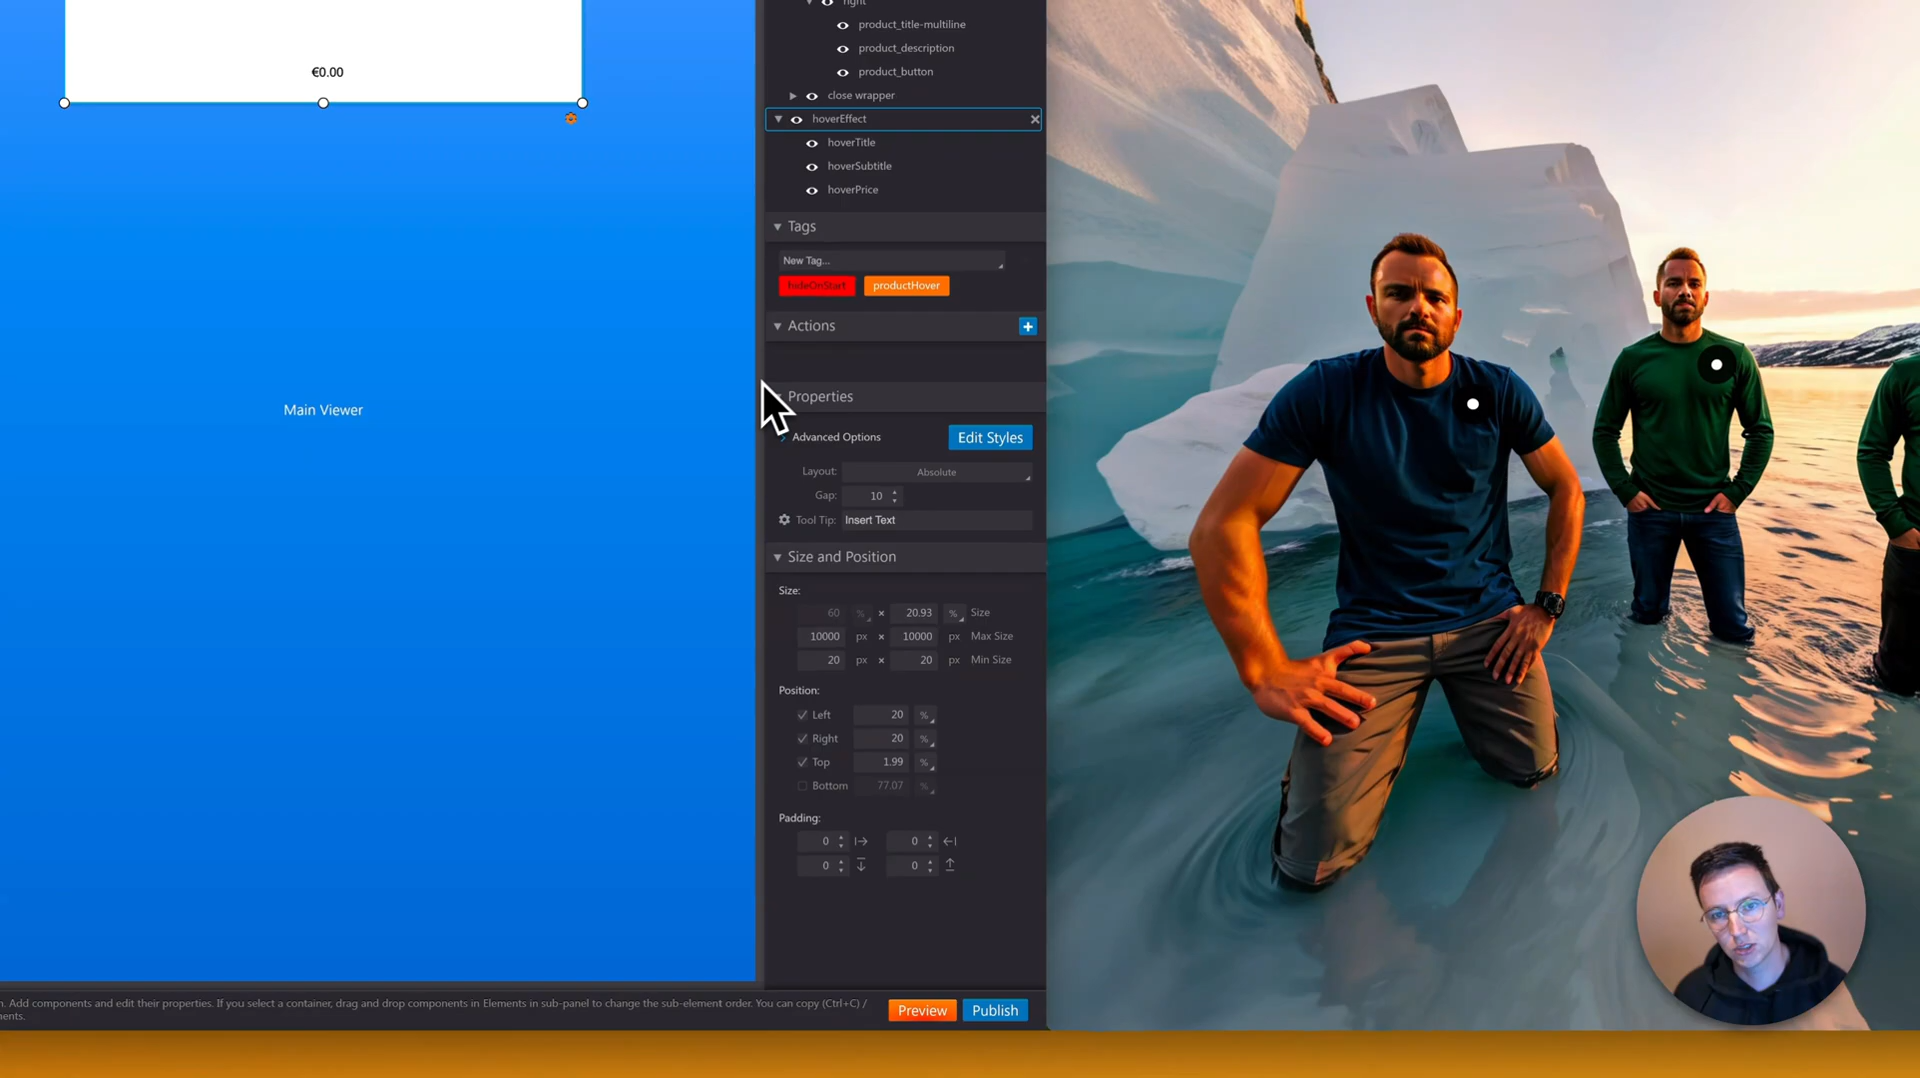 €0.00
Main Viewer
right
product_title-multiline
product_description
product_button
close wrapper
hoverEffect
hoverTitle
hoverSubtitle
hoverPrice
Tags
New Tag...
hideOnStart
productHover
Actions
Properties
Advanced Options
Edit Styles
Layout: Absolute
Gap: 10
Tool Tip: Insert Text
Size and Position
Size:
60 % × 20.93 % Size
10000 px × 10000 px Max Size
20 px × 20 px Min Size
Position:
Left 20 %
Right 20 %
Top 1.99 %
Bottom 77.07 %
Padding:
0 0
0 0
. Add components and edit their properties. If you select a container, drag and drop components in Elements in sub-panel to change the sub-element order. You can copy (Ctrl+C) /
Preview
Publish